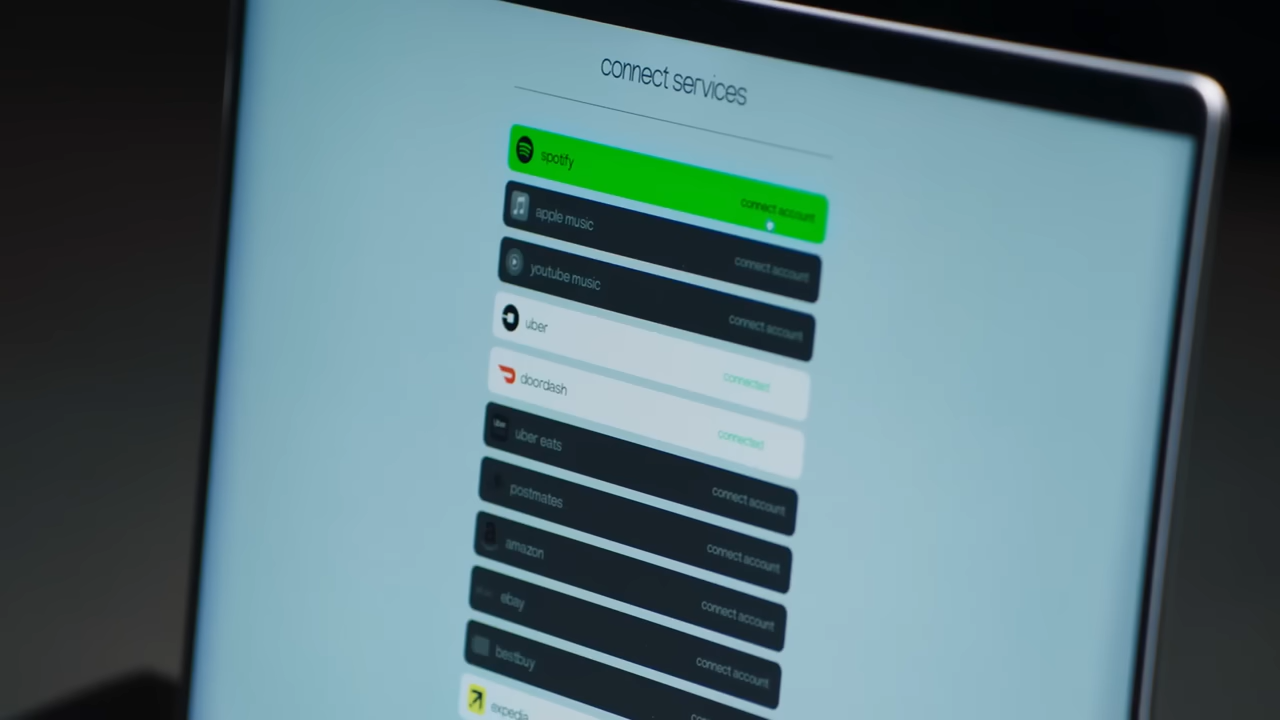 connect services
spotify connect account
apple music connect account
youtube music connect account
uber connected
doordash connected
uber eats connect account
postmates connect account
amazon connect account
ebay connect account
bestbuy
expedia